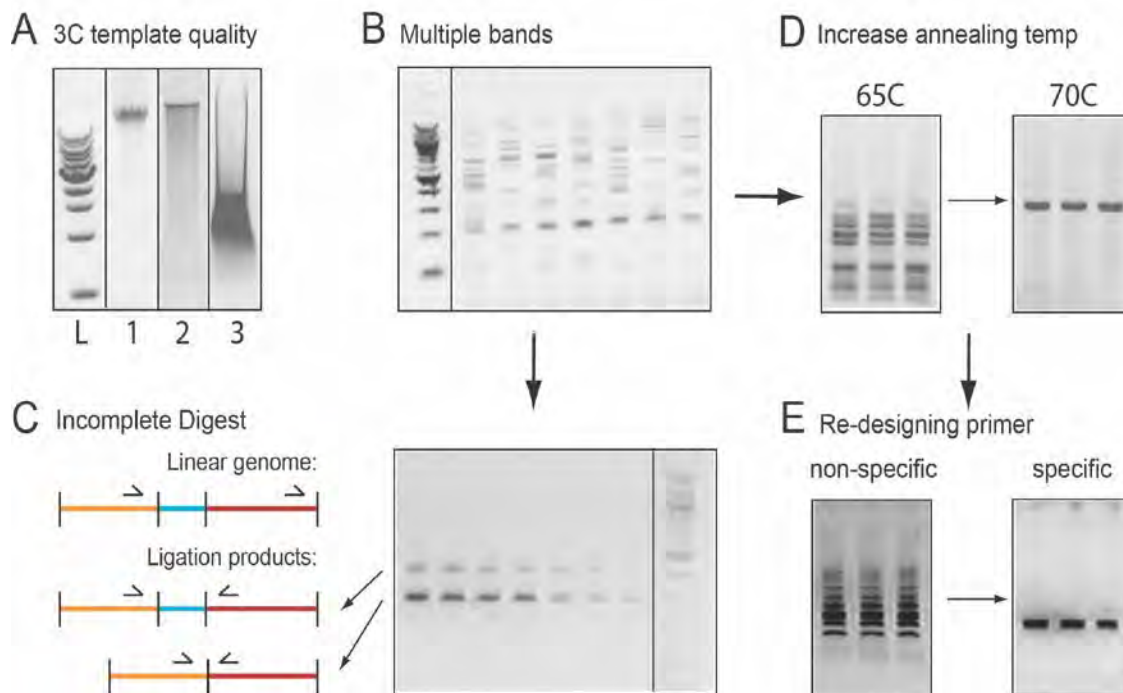 A 3C template quality
L 1 2 3
B Multiple bands
C Incomplete Digest
Linear genome:
Ligation products:
D Increase annealing temp
65C 70C
E Re-designing primer
non-specific specific